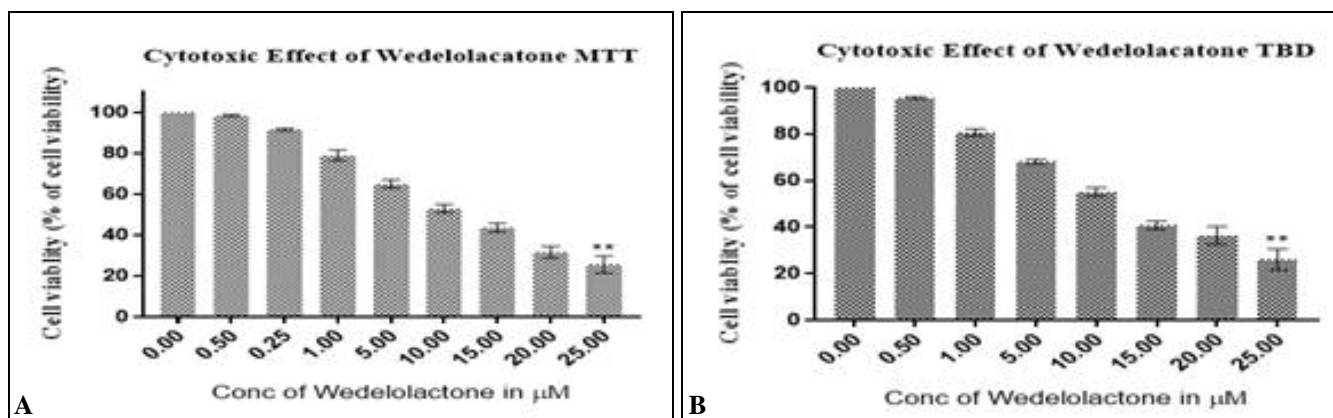 Cytotoxic Effect of Wedelolacatone MTT
Cell viability (% of cell viability)
100
80
60
40
20
0
**
0.00 0.50 0.25 1.00 5.00 10.00 15.00 20.00 25.00
Conc of Wedelolactone in μM
A
Cytotoxic Effect of Wedelolacatone TBD
Cell viablity (% of cell viability)
100
80
60
40
20
0
**
0.00 0.50 1.00 5.00 10.00 15.00 20.00 25.00
Conc of Wedelolactone in μM
B